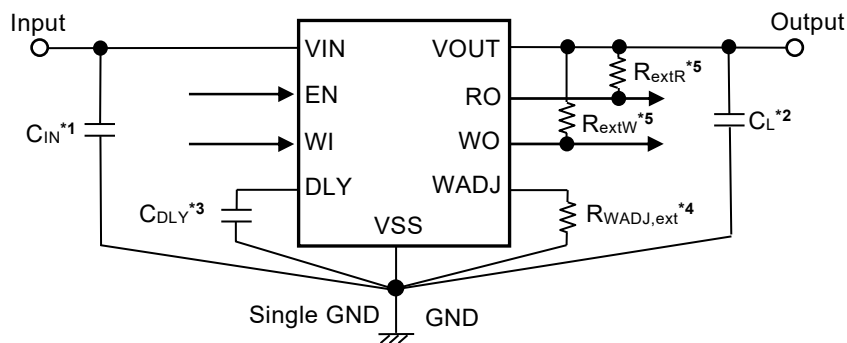 Input
Output
VIN
VOUT
EN
RO
RextR*5
CIN*1
WI
WO
RextW*5
CL*2
DLY
WADJ
CDLY*3
VSS
RWADJ,ext*4
Single GND
GND